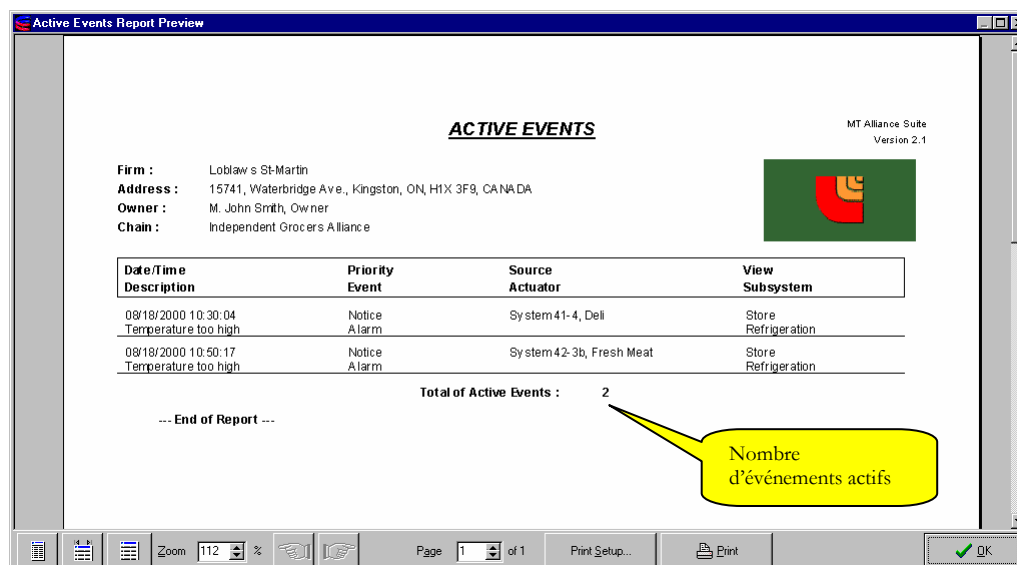 Active Events Report Preview
ACTIVE EVENTS
MT Alliance Suite
Version 2.1
Firm : Loblaws St-Martin
Address : 15741, Waterbridge Ave., Kingston, ON, H1X 3F9, CANADA
Owner : M. John Smith, Owner
Chain : Independent Grocers Alliance
Date/Time Priority Source View
Description Event Actuator Subsystem
08/18/2000 10:30:04 Notice System 41-4, Deli Store
Temperature too high Alarm Refrigeration
08/18/2000 10:50:17 Notice System 42-3b, Fresh Meat Store
Temperature too high Alarm Refrigeration
Total of Active Events : 2
--- End of Report ---
Nombre
d’événements actifs
Zoom 112 % Page 1 of 1 Print Setup... Print OK